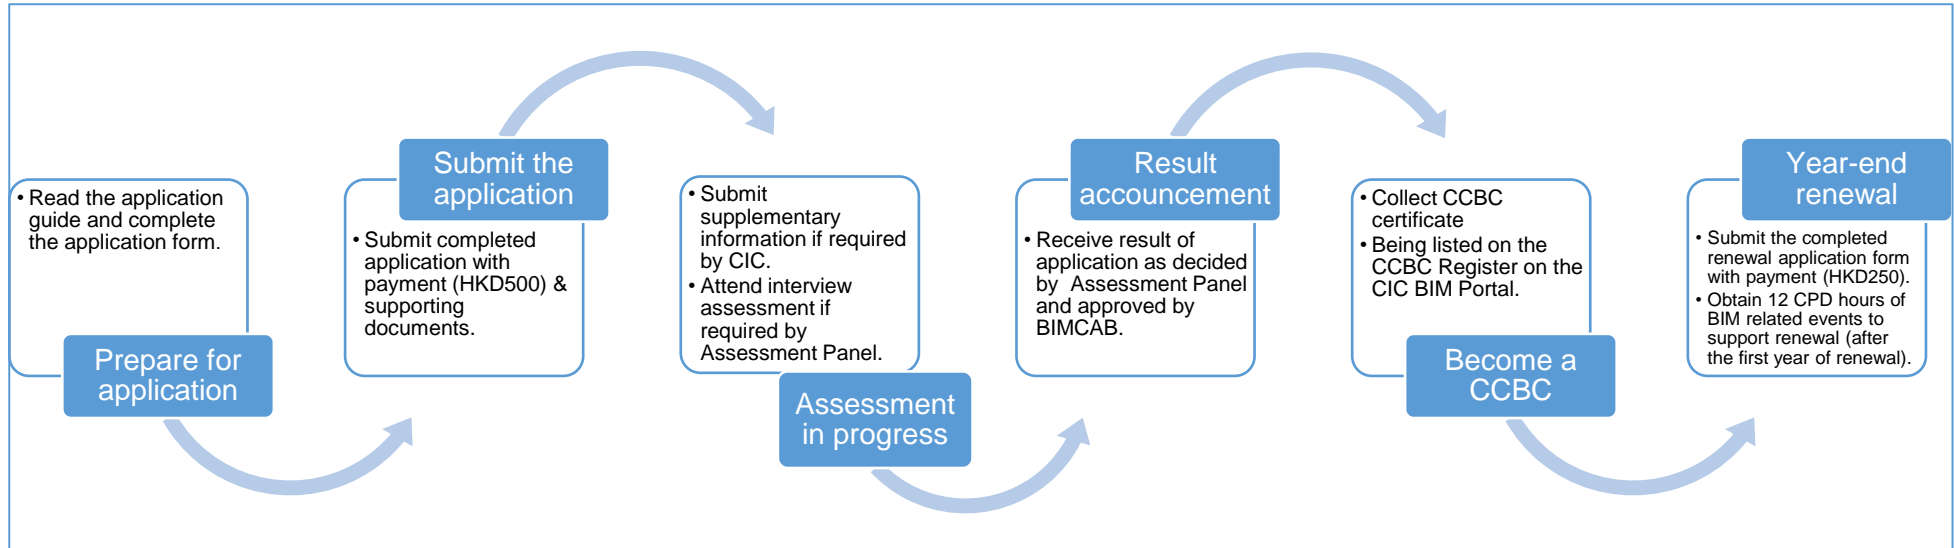 • Read the application
guide and complete
the application form.
Prepare for
application
Submit the
application
• Submit completed
application with
payment (HKD500) &
supporting
documents.
• Submit
supplementary
information if required
by CIC.
• Attend interview
assessment if
required by
Assessment Panel.
Assessment
in progress
Result
accouncement
• Receive result of
application as decided
by Assessment Panel
and approved by
BIMCAB.
• Collect CCBC
certificate
• Being listed on the
CCBC Register on the
CIC BIM Portal.
Become a
CCBC
Year-end
renewal
• Submit the completed
renewal application form
with payment (HKD250).
• Obtain 12 CPD hours of
BIM related events to
support renewal (after
the first year of renewal).